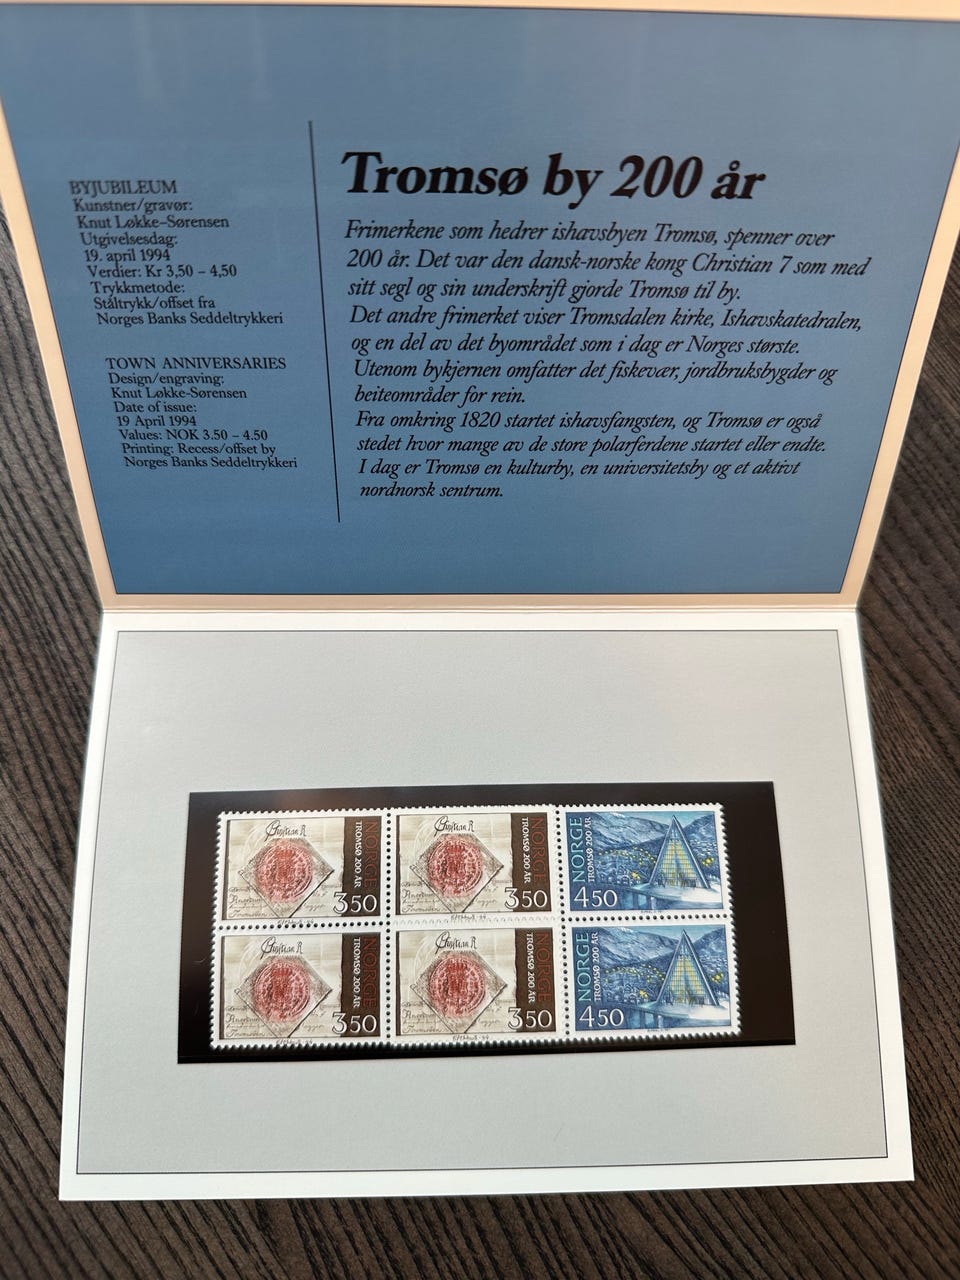 BYJUBILEUM
Kunstner/gravør:
Knut Løkke–Sørensen
Utgivelsesdag:
19. april 1994
Verdier: Kr 3,50 – 4,50
Trykkmetode:
Ståltrykk/offset fra
Norges Banks Seddeltrykkeri
TOWN ANNIVERSARIES
Design/engraving:
Knut Løkke-Sørensen
Date of issue:
19 April 1994
Values: NOK 3.50 – 4.50
Printing: Recess/offset by
Norges Banks Seddeltrykkeri
Tromsø by 200 år
Frimerkene som hedrer ishavsbyen Tromsø, spenner over
200 år. Det var den dansk-norske kong Christian 7 som med
sitt segl og sin underskrift gjorde Tromsø til by.
Det andre frimerket viser Tromsdalen kirke, Ishavskatedralen,
og en del av det byområdet som i dag er Norges største.
Utenom bykjernen omfatter det fiskevær, jordbruksbygder og
beiteområder for rein.
Fra omkring 1820 startet ishavsfangsten, og Tromsø er også
stedet hvor mange av de store polarferdene startet eller endte.
I dag er Tromsø en kulturby, en universitetsby og et aktivt
nordnorsk sentrum.
Christian R
NORGE
TROMSØ 200 ÅR
3 50
Christian R
NORGE
TROMSØ 200 ÅR
3 50
NORGE
TROMSØ 200 ÅR
4 50
Christian R
NORGE
TROMSØ 200 ÅR
3 50
Christian R
NORGE
TROMSØ 200 ÅR
3 50
NORGE
TROMSØ 200 ÅR
4 50